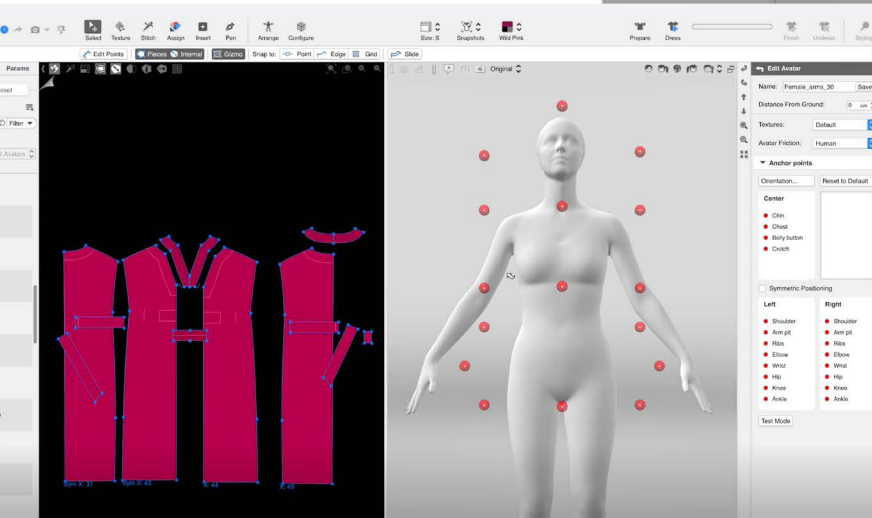 Select
Texture
Stitch
Assign
Insert
Pen
Arrange
Configure
Size: S
Snapshots
Wild Pink
Prepare
Dress
Finish
Undress
Styling
Edit Points
Pieces
Internal
Gizmo
Snap to:
Point
Edge
Grid
Slide
Params
Original
Edit Avatar
Name: Female_arms_30
Save
Distance From Ground: 0 cm
Filter
Textures: Default
Avatar Friction: Human
Anchor points
Orientation...
Reset to Default
Center
Chin
Chest
Belly button
Crotch
Symmetric Positioning
Left
Right
Shoulder
Shoulder
Arm pit
Arm pit
Ribs
Ribs
Elbow
Elbow
Wrist
Wrist
Hip
Hip
Knee
Knee
Ankle
Ankle
Test Mode
Sym X: 37
Sym X: 43
X: 44
X: 45